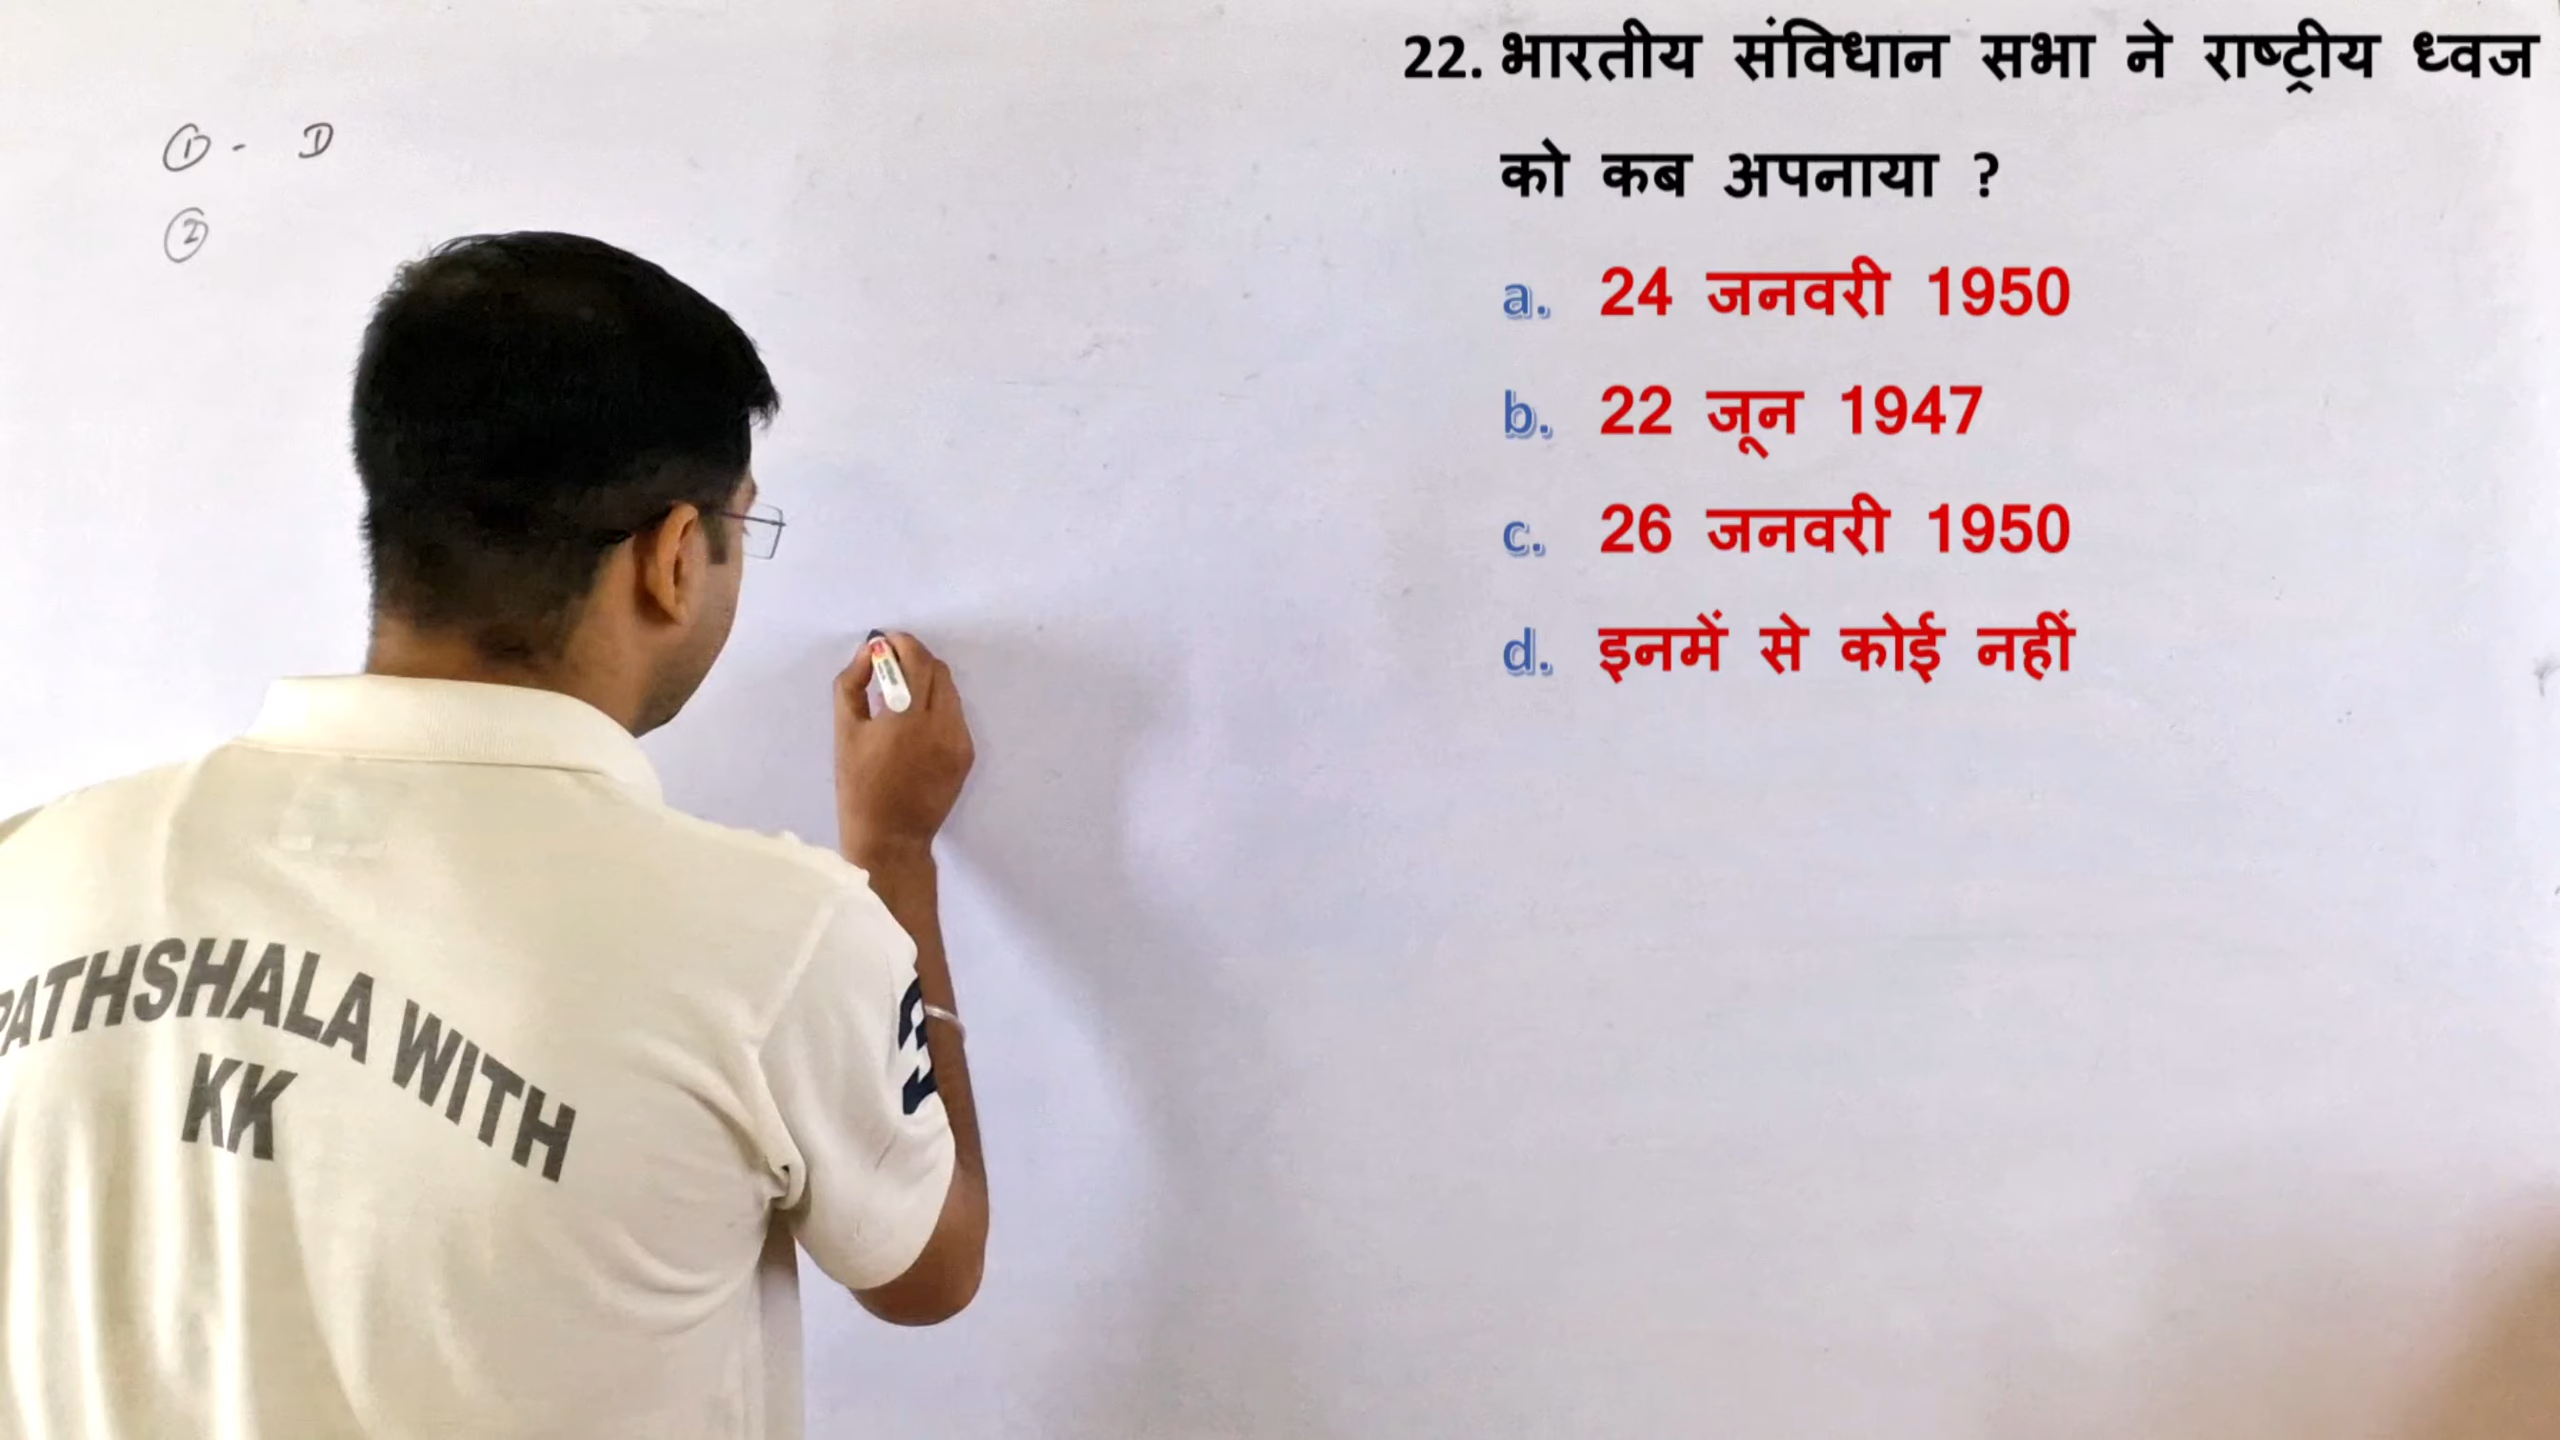 22. भारतीय संविधान सभा ने राष्ट्रीय ध्वज
को कब अपनाया ?
a. 24 जनवरी 1950
b. 22 जून 1947
c. 26 जनवरी 1950
d. इनमें से कोई नहीं
① - D
②
PATHSHALA WITH
KK
3